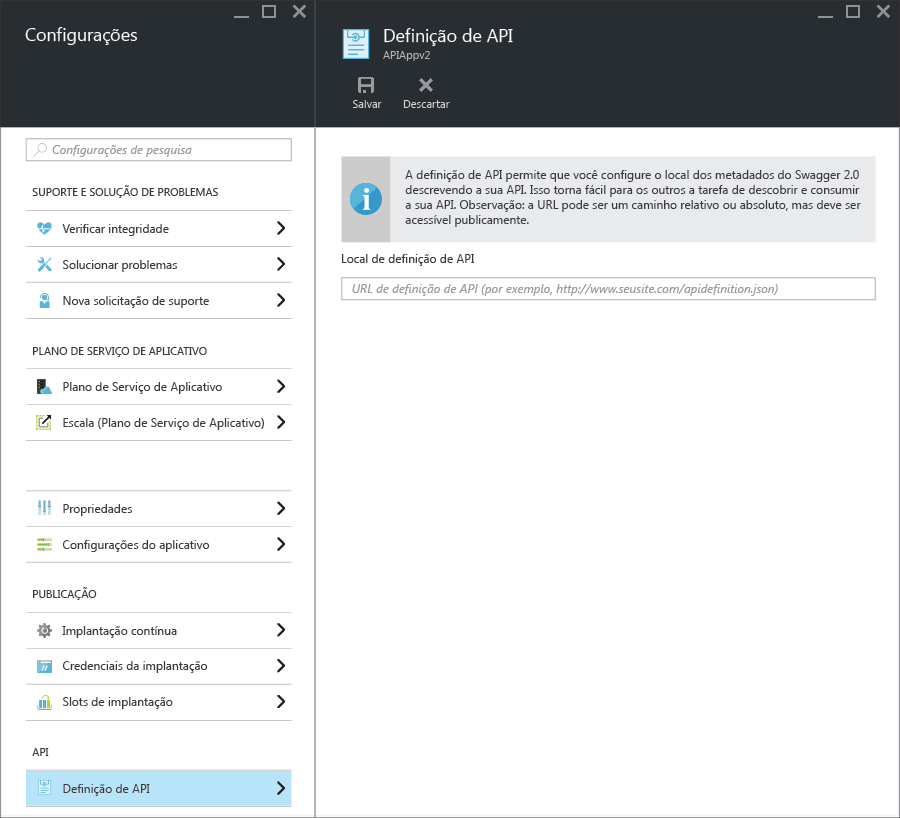 Configurações
Configurações de pesquisa
SUPORTE E SOLUÇÃO DE PROBLEMAS
Verificar integridade
Solucionar problemas
Nova solicitação de suporte
PLANO DE SERVIÇO DE APLICATIVO
Plano de Serviço de Aplicativo
Escala (Plano de Serviço de Aplicativo)
Propriedades
Configurações do aplicativo
PUBLICAÇÃO
Implantação contínua
Credenciais da implantação
Slots de implantação
API
Definição de API
Definição de API
APIAppv2
Salvar
Descartar
A definição de API permite que você configure o local dos metadados do Swagger 2.0
descrevendo a sua API. Isso torna fácil para os outros a tarefa de descobrir e consumir
a sua API. Observação: a URL pode ser um caminho relativo ou absoluto, mas deve ser
acessível publicamente.
Local de definição de API
URL de definição de API (por exemplo, http://www.seusite.com/apidefinition.json)